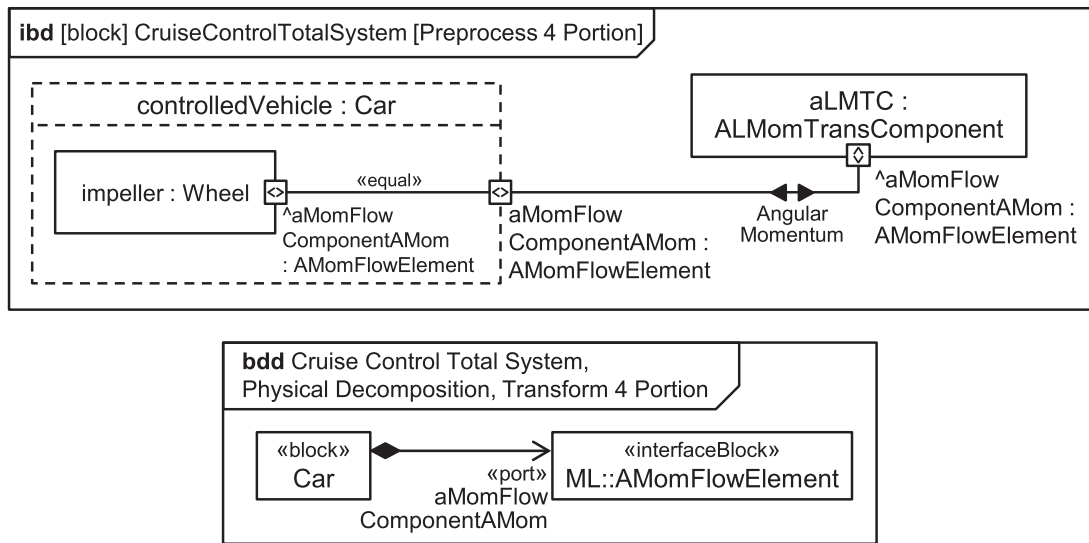 ibd [block] CruiseControlTotalSystem [Preprocess 4 Portion]
controlledVehicle : Car
impeller : Wheel
«equal»
^aMomFlow
ComponentAMom
: AMomFlowElement
aMomFlow
ComponentAMom :
AMomFlowElement
Angular
Momentum
aLMTC :
ALMomTransComponent
^aMomFlow
ComponentAMom :
AMomFlowElement
bdd Cruise Control Total System,
Physical Decomposition, Transform 4 Portion
«block»
Car
«port»
aMomFlow
ComponentAMom
«interfaceBlock»
ML::AMomFlowElement